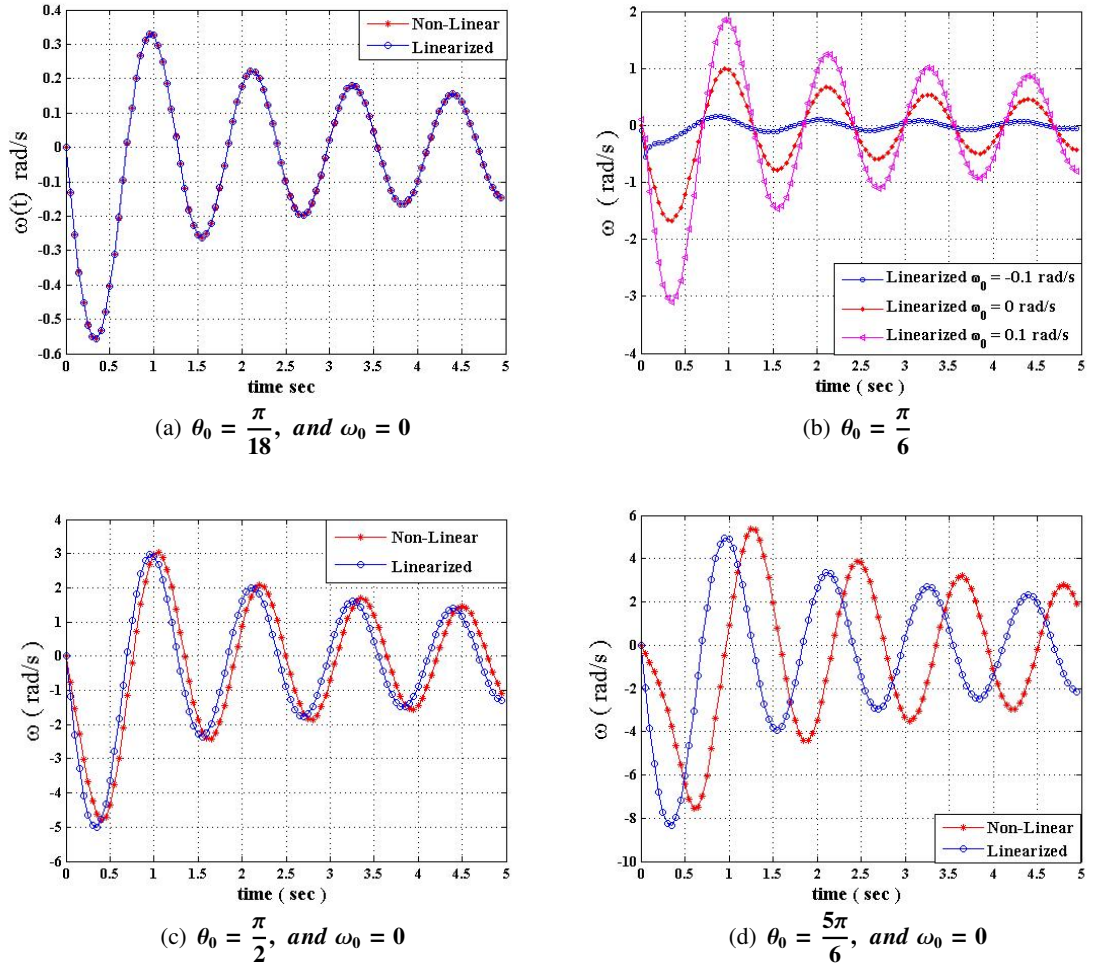 0.4
0.3
0.2
0.1
0
-0.1
-0.2
-0.3
-0.4
-0.5
-0.6
ω(t) rad/s
Non-Linear
Linearized
0 0.5 1 1.5 2 2.5 3 3.5 4 4.5 5
time sec
(a) θ₀ = π/18, and ω₀ = 0
2
1
0
-1
-2
-3
-4
ω ( rad/s)
Linearized ω₀ = -0.1 rad/s
Linearized ω₀ = 0 rad/s
Linearized ω₀ = 0.1 rad/s
0 0.5 1 1.5 2 2.5 3 3.5 4 4.5 5
time ( sec )
(b) θ₀ = π/6
4
3
2
1
0
-1
-2
-3
-4
-5
-6
ω ( rad/s )
Non-Linear
Linearized
0 0.5 1 1.5 2 2.5 3 3.5 4 4.5 5
time ( sec )
(c) θ₀ = π/2, and ω₀ = 0
6
4
2
0
-2
-4
-6
-8
-10
ω ( rad/s)
Non-Linear
Linearized
0 0.5 1 1.5 2 2.5 3 3.5 4 4.5 5
time ( sec )
(d) θ₀ = 5π/6, and ω₀ = 0